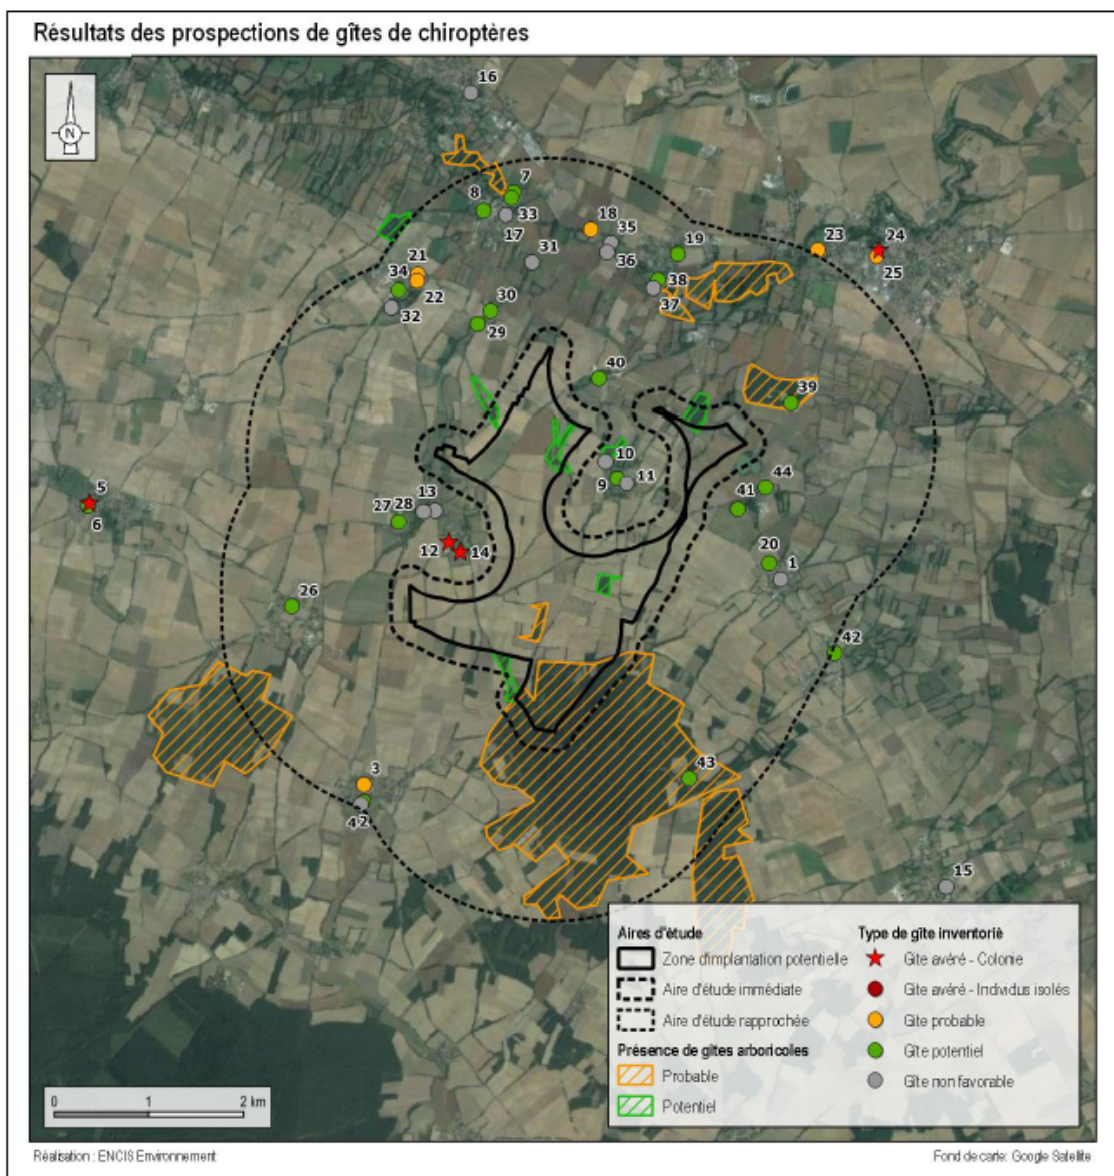 Résultats des prospections de gîtes de chiroptères
N
16
7
8
33
17
18
35
36
31
19
23
24
25
21
34
22
32
38
37
30
29
40
39
10
9
11
44
41
5
6
13
27
28
12
14
20
1
26
42
3
42
43
15
Aires d'étude
Zone d'implantation potentielle
Aire d'étude immédiate
Aire d'étude rapprochée
Présence de gîtes arboricoles
Probable
Potentiel
Type de gîte inventorié
Gîte avéré - Colonie
Gîte avéré - Individus isolés
Gîte probable
Gîte potentiel
Gîte non favorable
0 1 2 km
Réalisation : ENCIS Environnement
Fond de carte: Google Satellite